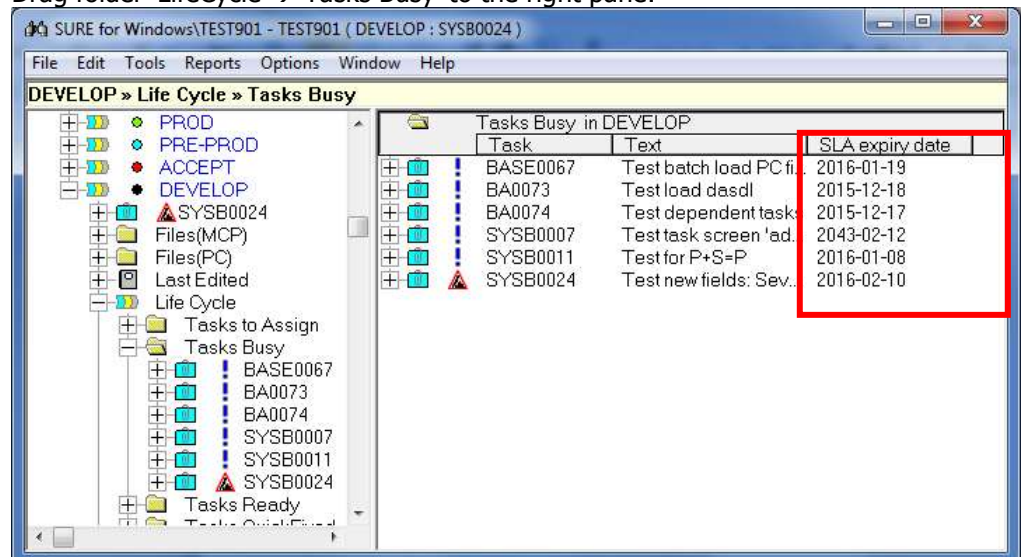 Drag folder 'LifeCycle → Tasks Busy' to the right pane.
SURE for Windows\TEST901 - TEST901 ( DEVELOP : SYSB0024 )
File Edit Tools Reports Options Window Help
DEVELOP » Life Cycle » Tasks Busy
PROD
PRE-PROD
ACCEPT
DEVELOP
SYSB0024
Files(MCP)
Files(PC)
Last Edited
Life Cycle
Tasks to Assign
Tasks Busy
BASE0067
BA0073
BA0074
SYSB0007
SYSB0011
SYSB0024
Tasks Ready
Tasks Busy in DEVELOP
Task Text SLA expiry date
BASE0067 Test batch load PC fi... 2016-01-19
BA0073 Test load dasdl 2015-12-18
BA0074 Test dependent tasks 2015-12-17
SYSB0007 Test task screen 'ad... 2043-02-12
SYSB0011 Test for P+S=P 2016-01-08
SYSB0024 Test new fields: Sev... 2016-02-10